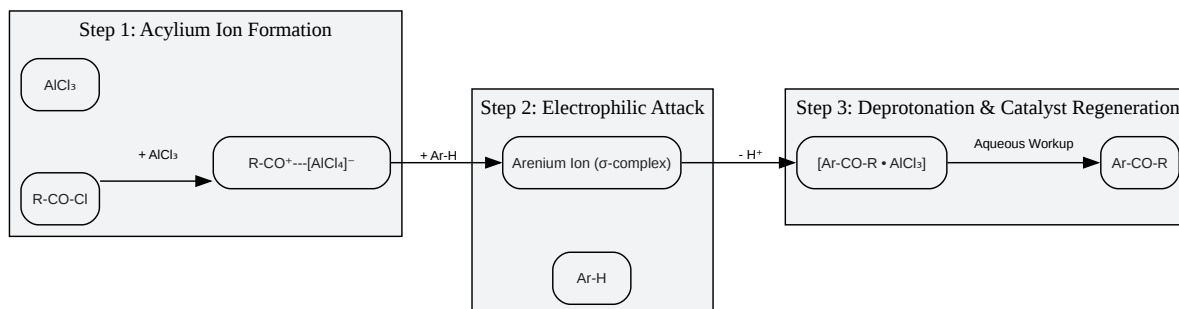 Step 1: Acylium Ion Formation
AlCl₃
R-CO-Cl
+ AlCl₃
R-CO⁺---[AlCl₄]⁻
+ Ar-H
Step 2: Electrophilic Attack
Arenium Ion (σ-complex)
Ar-H
- H⁺
Step 3: Deprotonation & Catalyst Regeneration
[Ar-CO-R • AlCl₃]
Aqueous Workup
Ar-CO-R